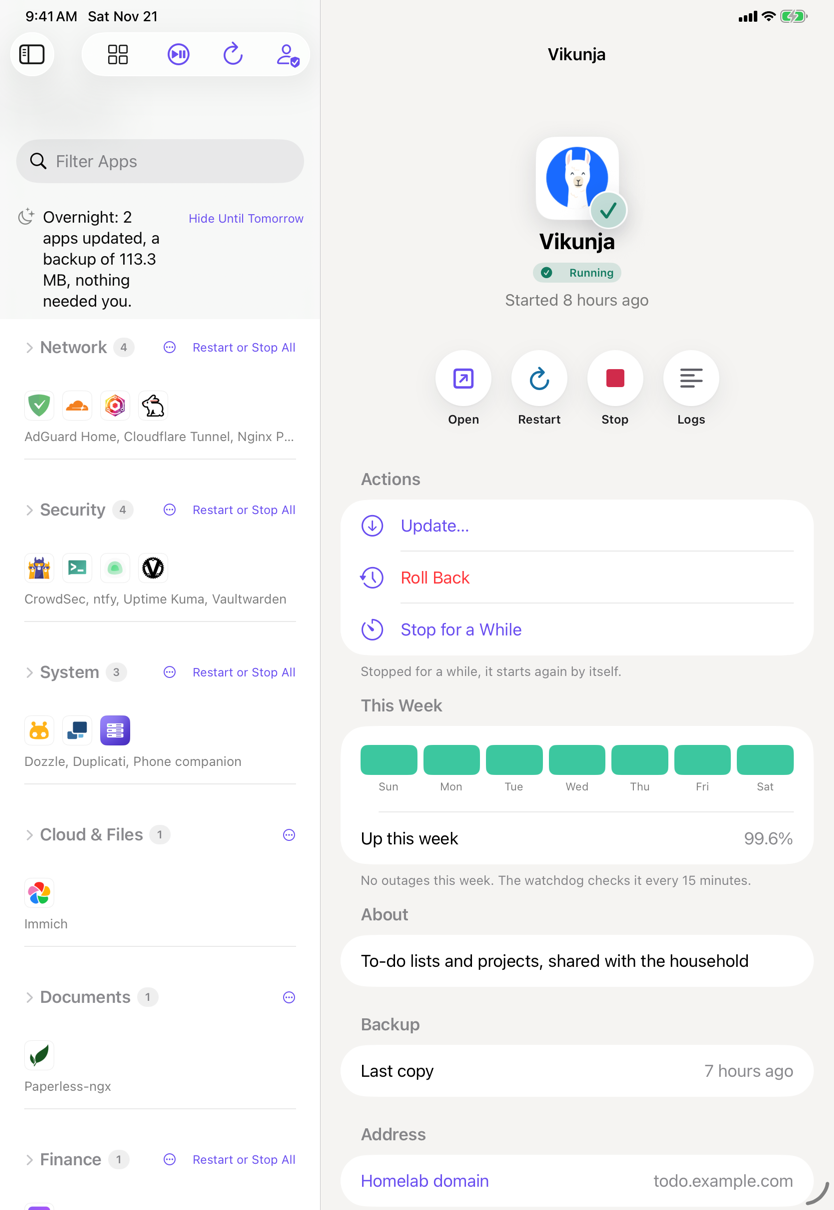 9:41 AM Sat Nov 21
Filter Apps
Overnight: 2
apps updated, a
backup of 113.3
MB, nothing
needed you.
Hide Until Tomorrow
Network 4 Restart or Stop All
AdGuard Home, Cloudflare Tunnel, Nginx P...
Security 4 Restart or Stop All
CrowdSec, ntfy, Uptime Kuma, Vaultwarden
System 3 Restart or Stop All
Dozzle, Duplicati, Phone companion
Cloud & Files 1
Immich
Documents 1
Paperless-ngx
Finance 1 Restart or Stop All
Vikunja
Vikunja
Running
Started 8 hours ago
Open Restart Stop Logs
Actions
Update...
Roll Back
Stop for a While
Stopped for a while, it starts again by itself.
This Week
Sun Mon Tue Wed Thu Fri Sat
Up this week 99.6%
No outages this week. The watchdog checks it every 15 minutes.
About
To-do lists and projects, shared with the household
Backup
Last copy 7 hours ago
Address
Homelab domain todo.example.com